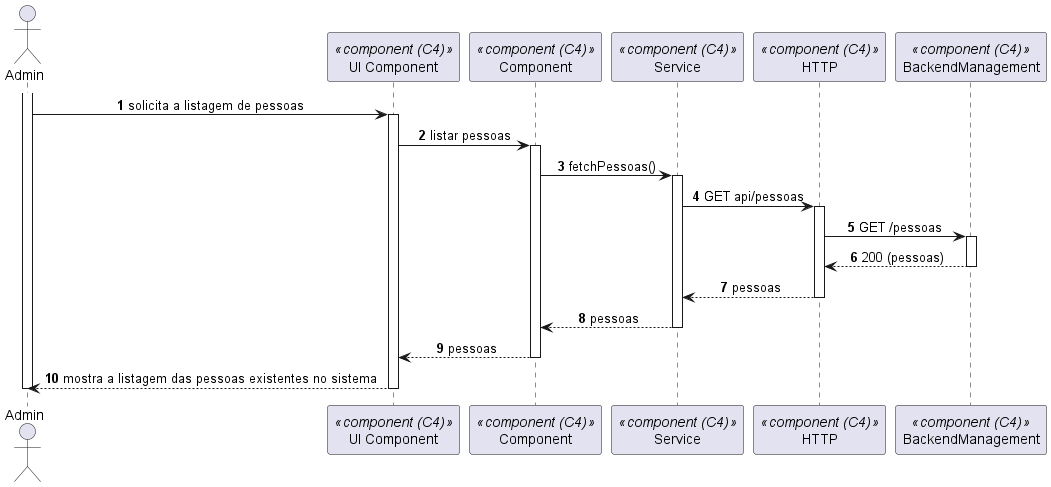 Admin
«component (C4)»
UI Component
«component (C4)»
Component
«component (C4)»
Service
«component (C4)»
HTTP
«component (C4)»
BackendManagement
1 solicita a listagem de pessoas
2 listar pessoas
3 fetchPessoas()
4 GET api/pessoas
5 GET /pessoas
6 200 (pessoas)
7 pessoas
8 pessoas
9 pessoas
10 mostra a listagem das pessoas existentes no sistema
Admin
«component (C4)»
UI Component
«component (C4)»
Component
«component (C4)»
Service
«component (C4)»
HTTP
«component (C4)»
BackendManagement